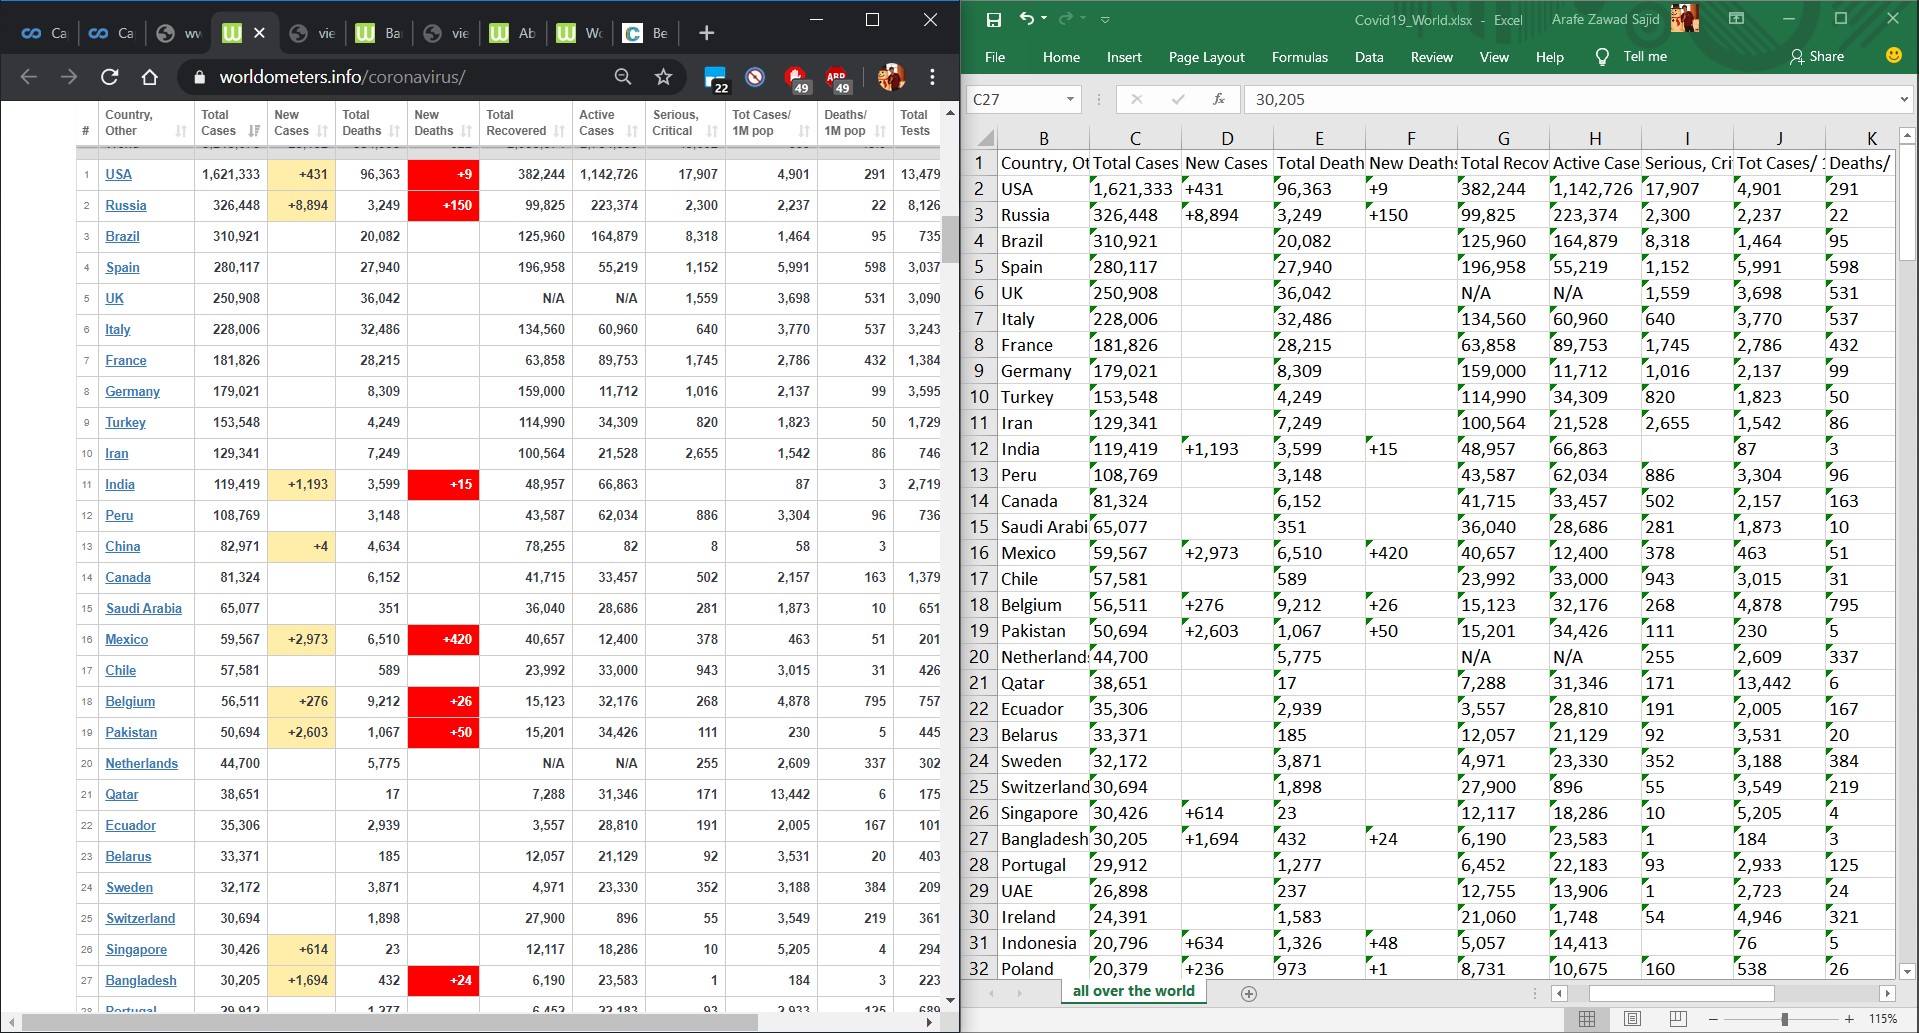 Ca
Ca
w
vie
Ba
vie
Ab
Wo
Be
worldometers.info/coronavirus/
22
49
ABP
49
# Country, Other Total Cases New Cases Total Deaths New Deaths Total Recovered Active Cases Serious, Critical Tot Cases/ 1M pop Deaths/ 1M pop Total Tests
1 USA 1,621,333 +431 96,363 +9 382,244 1,142,726 17,907 4,901 291 13,479
2 Russia 326,448 +8,894 3,249 +150 99,825 223,374 2,300 2,237 22 8,126
3 Brazil 310,921 20,082 125,960 164,879 8,318 1,464 95 735
4 Spain 280,117 27,940 196,958 55,219 1,152 5,991 598 3,037
5 UK 250,908 36,042 N/A N/A 1,559 3,698 531 3,090
6 Italy 228,006 32,486 134,560 60,960 640 3,770 537 3,243
7 France 181,826 28,215 63,858 89,753 1,745 2,786 432 1,384
8 Germany 179,021 8,309 159,000 11,712 1,016 2,137 99 3,595
9 Turkey 153,548 4,249 114,990 34,309 820 1,823 50 1,729
10 Iran 129,341 7,249 100,564 21,528 2,655 1,542 86 746
11 India 119,419 +1,193 3,599 +15 48,957 66,863 87 3 2,719
12 Peru 108,769 3,148 43,587 62,034 886 3,304 96 736
13 China 82,971 +4 4,634 78,255 82 8 58 3
14 Canada 81,324 6,152 41,715 33,457 502 2,157 163 1,379
15 Saudi Arabia 65,077 351 36,040 28,686 281 1,873 10 651
16 Mexico 59,567 +2,973 6,510 +420 40,657 12,400 378 463 51 201
17 Chile 57,581 589 23,992 33,000 943 3,015 31 426
18 Belgium 56,511 +276 9,212 +26 15,123 32,176 268 4,878 795 757
19 Pakistan 50,694 +2,603 1,067 +50 15,201 34,426 111 230 5 445
20 Netherlands 44,700 5,775 N/A N/A 255 2,609 337 302
21 Qatar 38,651 17 7,288 31,346 171 13,442 6 175
22 Ecuador 35,306 2,939 3,557 28,810 191 2,005 167 101
23 Belarus 33,371 185 12,057 21,129 92 3,531 20 403
24 Sweden 32,172 3,871 4,971 23,330 352 3,188 384 209
25 Switzerland 30,694 1,898 27,900 896 55 3,549 219 361
26 Singapore 30,426 +614 23 12,117 18,286 10 5,205 4 294
27 Bangladesh 30,205 +1,694 432 +24 6,190 23,583 1 184 3 223
28 Portugal 29,912 1,277 6,452 22,183 93 2,933 125 689
Covid19_World.xlsx - Excel Arafe Zawad Sajid
File Home Insert Page Layout Formulas Data Review View Help Tell me Share
C27 fx 30,205
B C D E F G H I J K
1 Country, Ot Total Cases New Cases Total Death New Deaths Total Recov Active Case Serious, Cri Tot Cases/ 1 Deaths/
2 USA 1,621,333 +431 96,363 +9 382,244 1,142,726 17,907 4,901 291
3 Russia 326,448 +8,894 3,249 +150 99,825 223,374 2,300 2,237 22
4 Brazil 310,921 20,082 125,960 164,879 8,318 1,464 95
5 Spain 280,117 27,940 196,958 55,219 1,152 5,991 598
6 UK 250,908 36,042 N/A N/A 1,559 3,698 531
7 Italy 228,006 32,486 134,560 60,960 640 3,770 537
8 France 181,826 28,215 63,858 89,753 1,745 2,786 432
9 Germany 179,021 8,309 159,000 11,712 1,016 2,137 99
10 Turkey 153,548 4,249 114,990 34,309 820 1,823 50
11 Iran 129,341 7,249 100,564 21,528 2,655 1,542 86
12 India 119,419 +1,193 3,599 +15 48,957 66,863 87 3
13 Peru 108,769 3,148 43,587 62,034 886 3,304 96
14 Canada 81,324 6,152 41,715 33,457 502 2,157 163
15 Saudi Arabi 65,077 351 36,040 28,686 281 1,873 10
16 Mexico 59,567 +2,973 6,510 +420 40,657 12,400 378 463 51
17 Chile 57,581 589 23,992 33,000 943 3,015 31
18 Belgium 56,511 +276 9,212 +26 15,123 32,176 268 4,878 795
19 Pakistan 50,694 +2,603 1,067 +50 15,201 34,426 111 230 5
20 Netherlands 44,700 5,775 N/A N/A 255 2,609 337
21 Qatar 38,651 17 7,288 31,346 171 13,442 6
22 Ecuador 35,306 2,939 3,557 28,810 191 2,005 167
23 Belarus 33,371 185 12,057 21,129 92 3,531 20
24 Sweden 32,172 3,871 4,971 23,330 352 3,188 384
25 Switzerland 30,694 1,898 27,900 896 55 3,549 219
26 Singapore 30,426 +614 23 12,117 18,286 10 5,205 4
27 Bangladesh 30,205 +1,694 432 +24 6,190 23,583 1 184 3
28 Portugal 29,912 1,277 6,452 22,183 93 2,933 125
29 UAE 26,898 237 12,755 13,906 1 2,723 24
30 Ireland 24,391 1,583 21,060 1,748 54 4,946 321
31 Indonesia 20,796 +634 1,326 +48 5,057 14,413 76 5
32 Poland 20,379 +236 973 +1 8,731 10,675 160 538 26
all over the world
115%